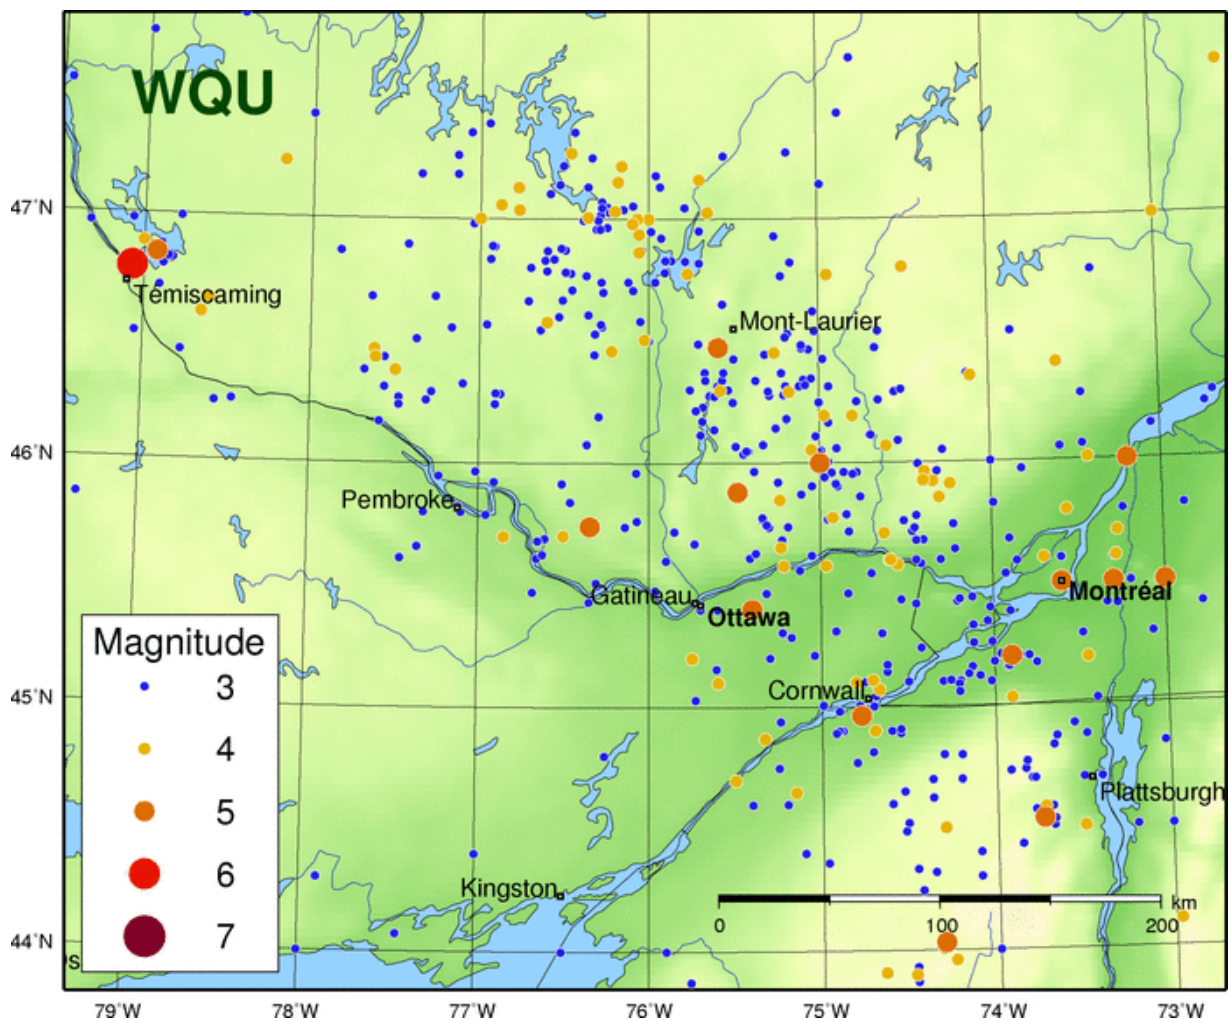 WQU
47°N
Témiscaming
Mont-Laurier
46°N
Pembroke
Gatineau
Ottawa
Montréal
Magnitude
3
4
5
6
7
45°N
Cornwall
Plattsburgh
Kingston
km
0
100
200
44°N
79°W
78°W
77°W
76°W
75°W
74°W
73°W